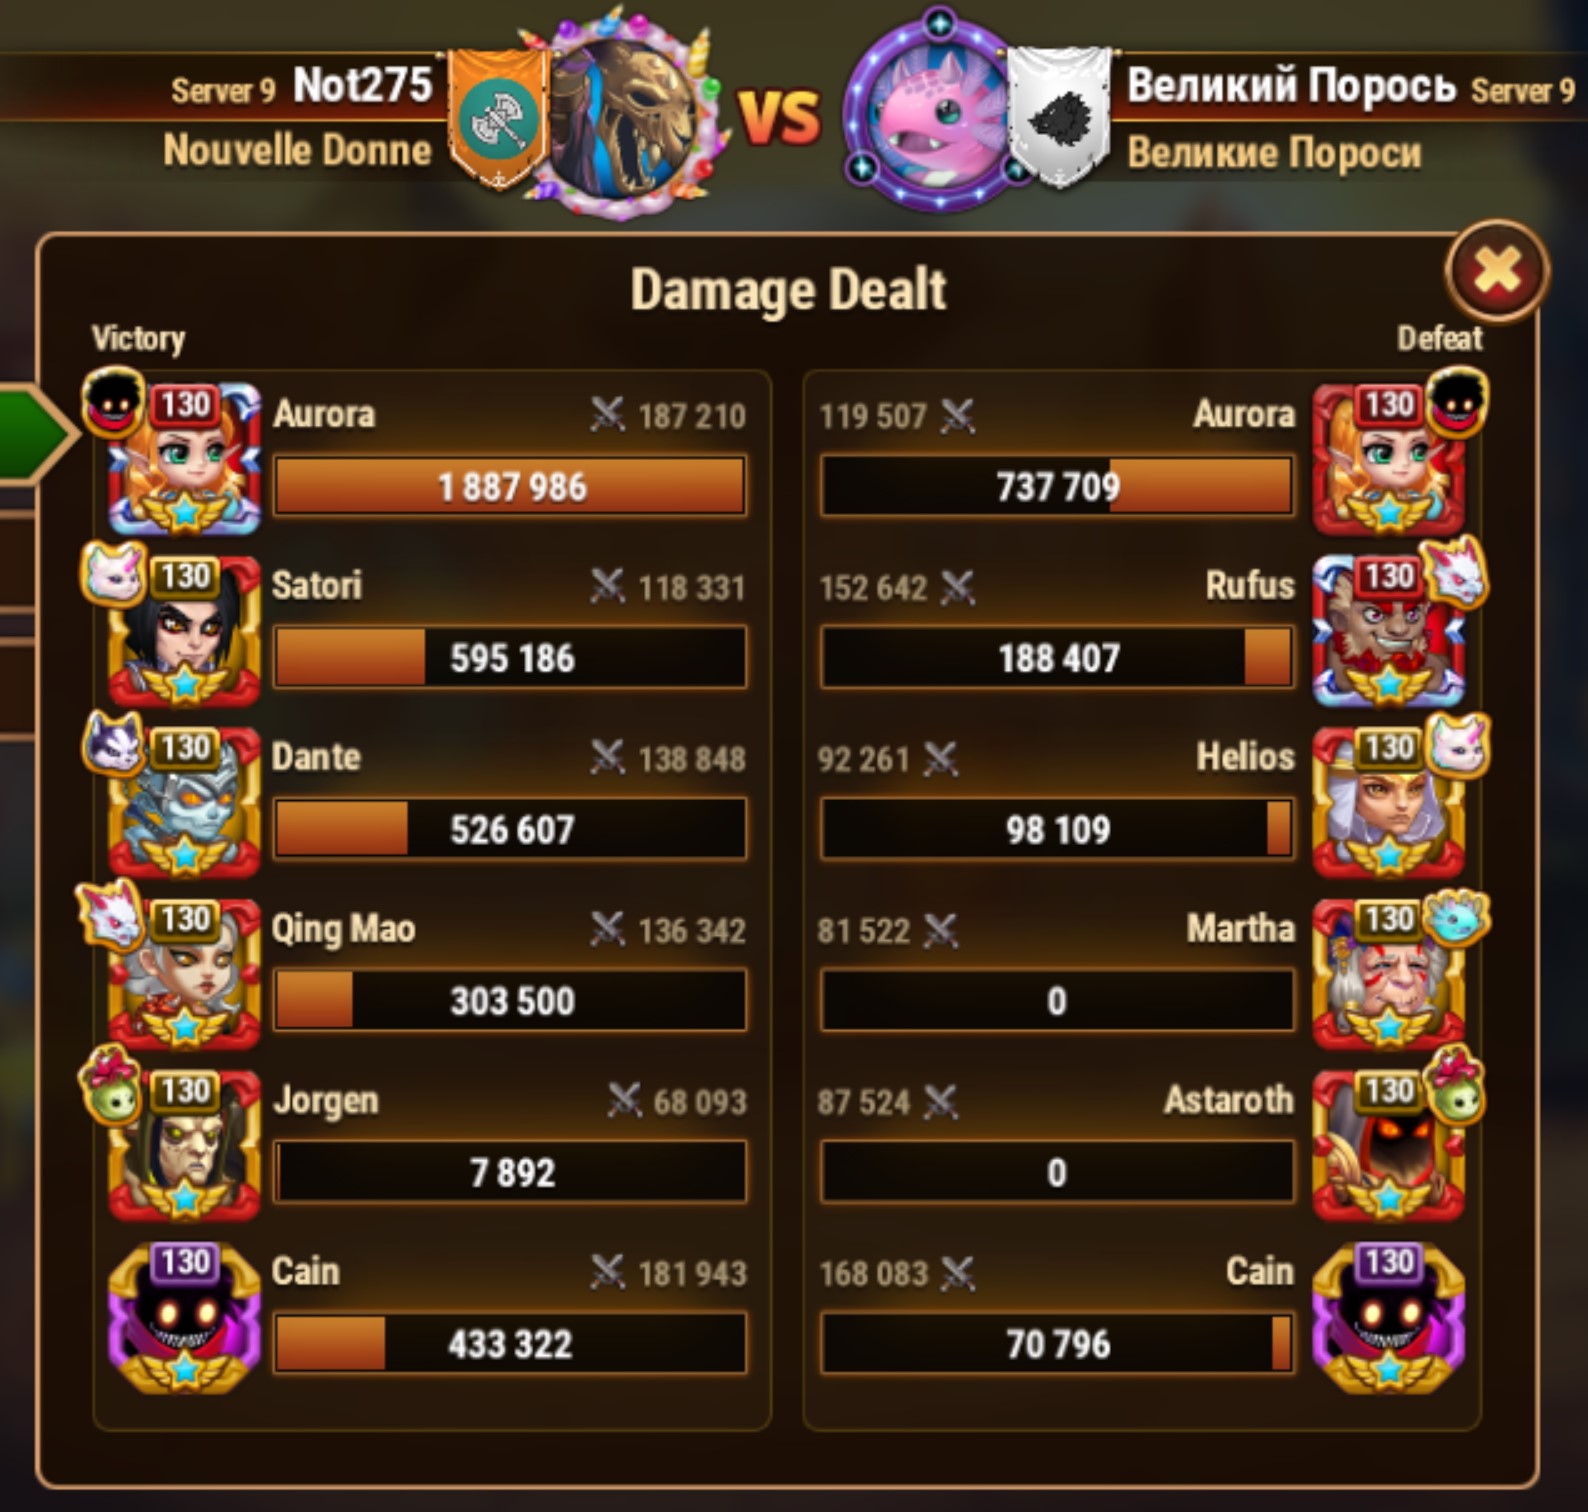 Server 9 Not275
Nouvelle Donne
VS
Великий Порось Server 9
Великие Пороси
Damage Dealt
Victory
Defeat
130 Aurora 187 210
1 887 986
119 507 Aurora 130
737 709
130 Satori 118 331
595 186
152 642 Rufus 130
188 407
130 Dante 138 848
526 607
92 261 Helios 130
98 109
130 Qing Mao 136 342
303 500
81 522 Martha 130
0
130 Jorgen 68 093
7 892
87 524 Astaroth 130
0
130 Cain 181 943
433 322
168 083 Cain 130
70 796